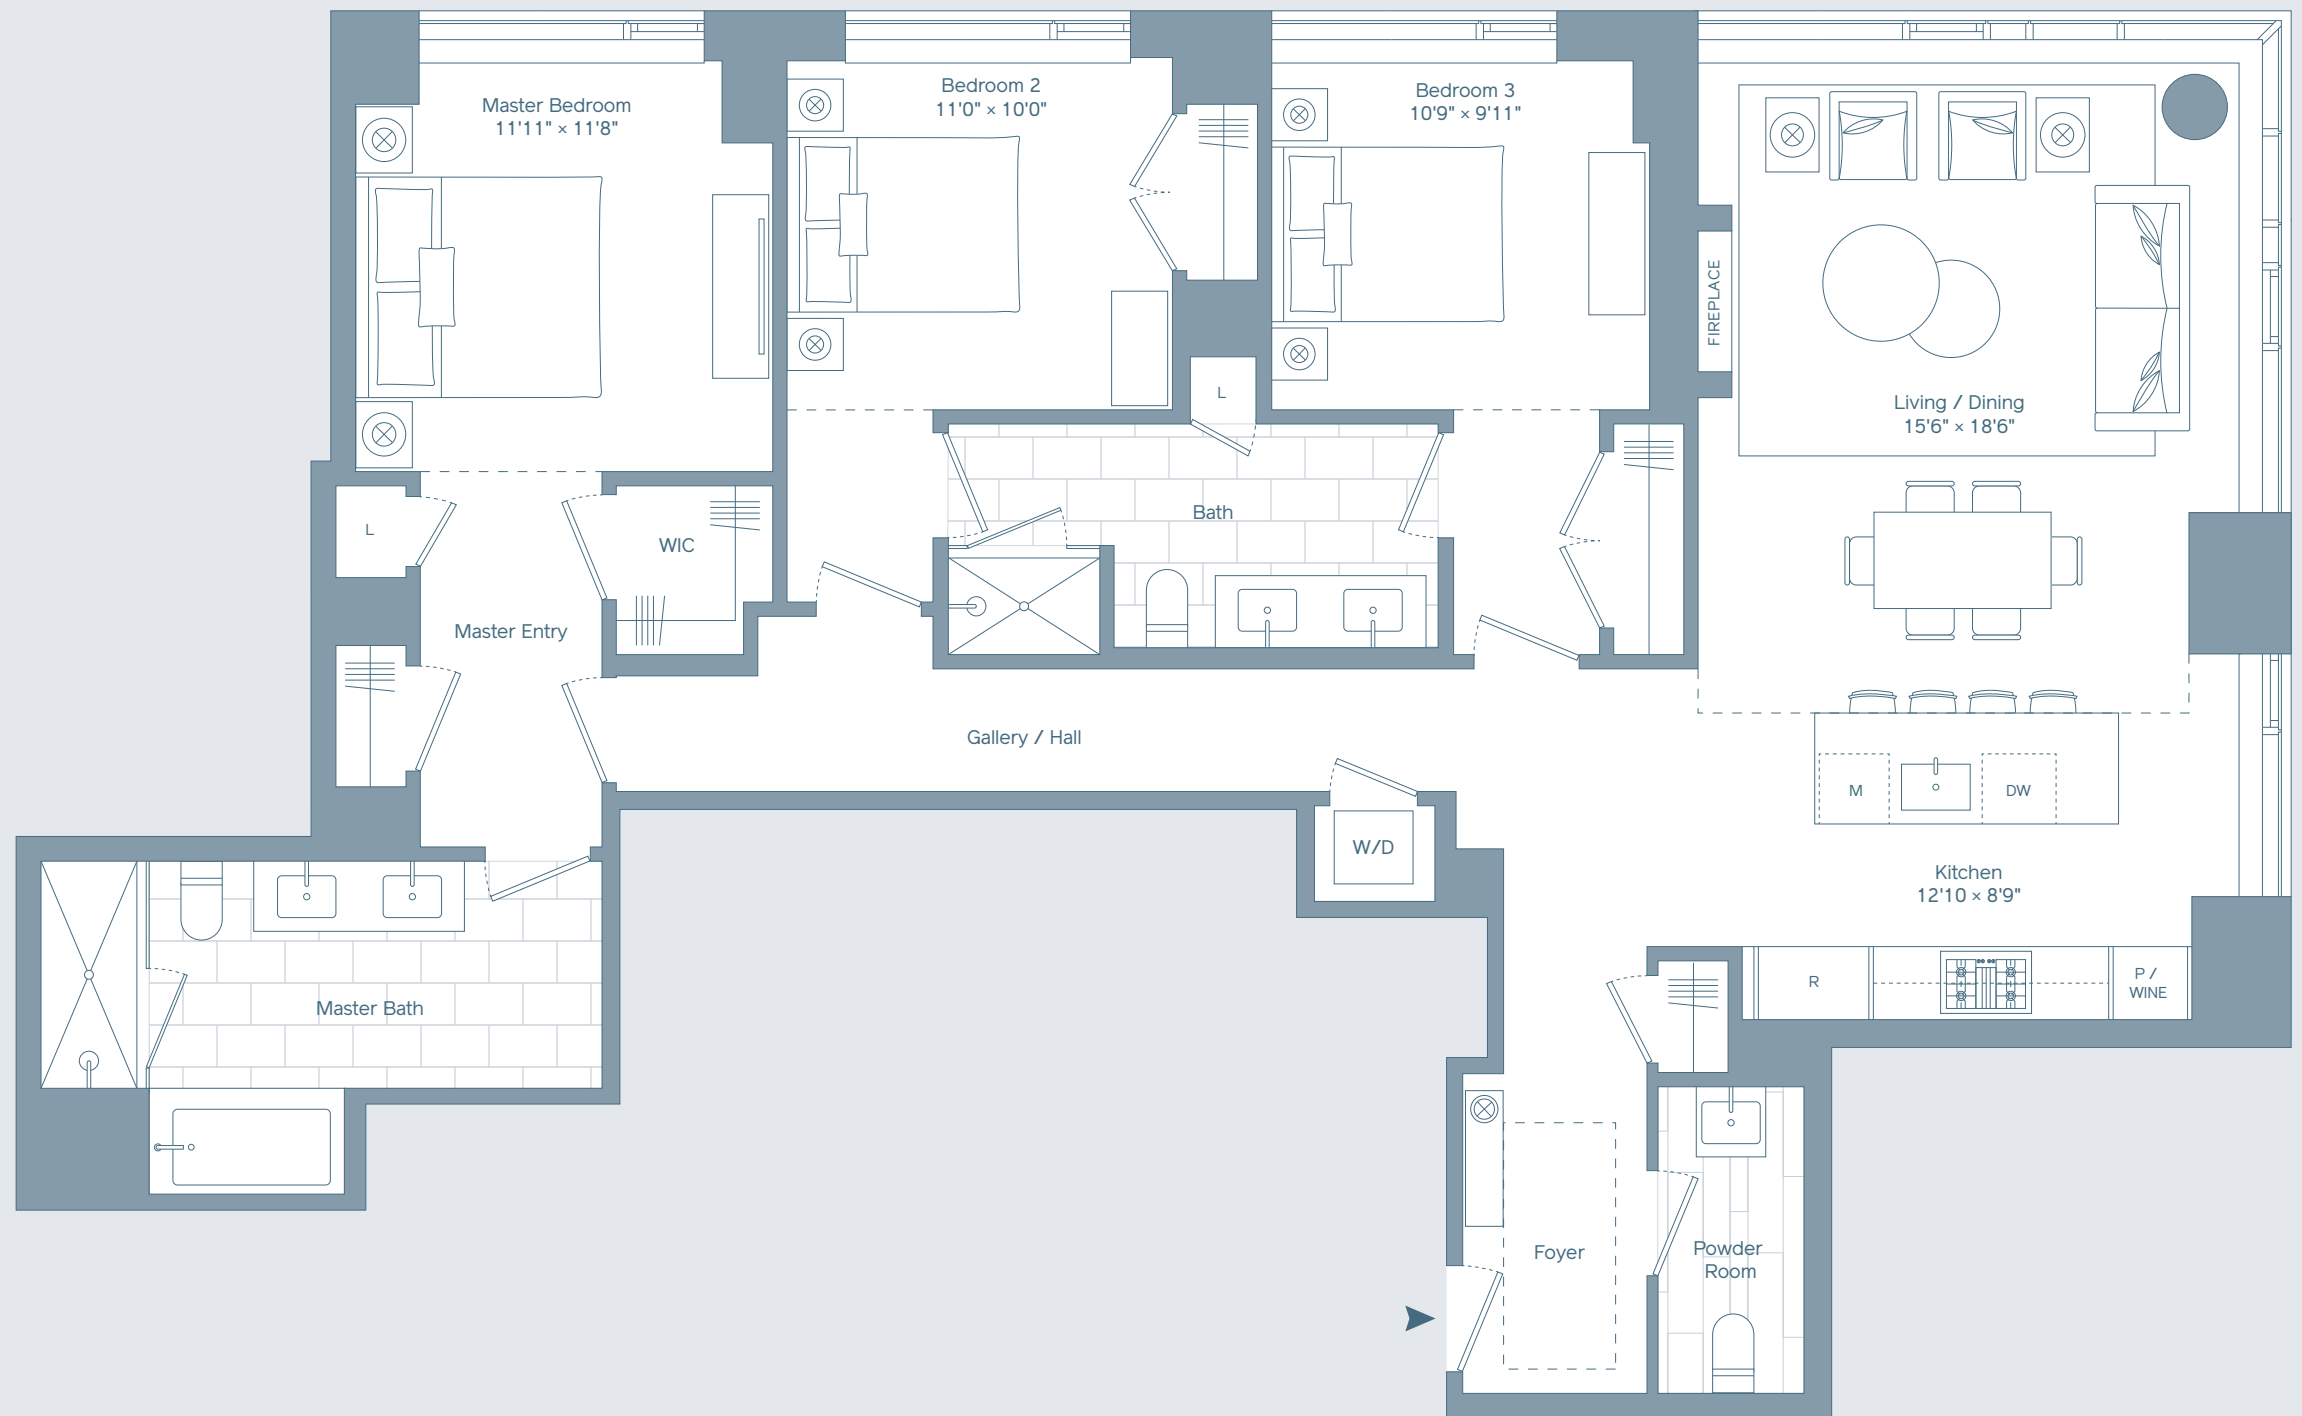 Master Bedroom
11'11" × 11'8"
Bedroom 2
11'0" × 10'0"
Bedroom 3
10'9" × 9'11"
FIREPLACE
Living / Dining
15'6" × 18'6"
L
L
WIC
Bath
Master Entry
Gallery / Hall
M
DW
W/D
Kitchen
12'10 × 8'9"
R
P /
WINE
Master Bath
Foyer
Powder
Room